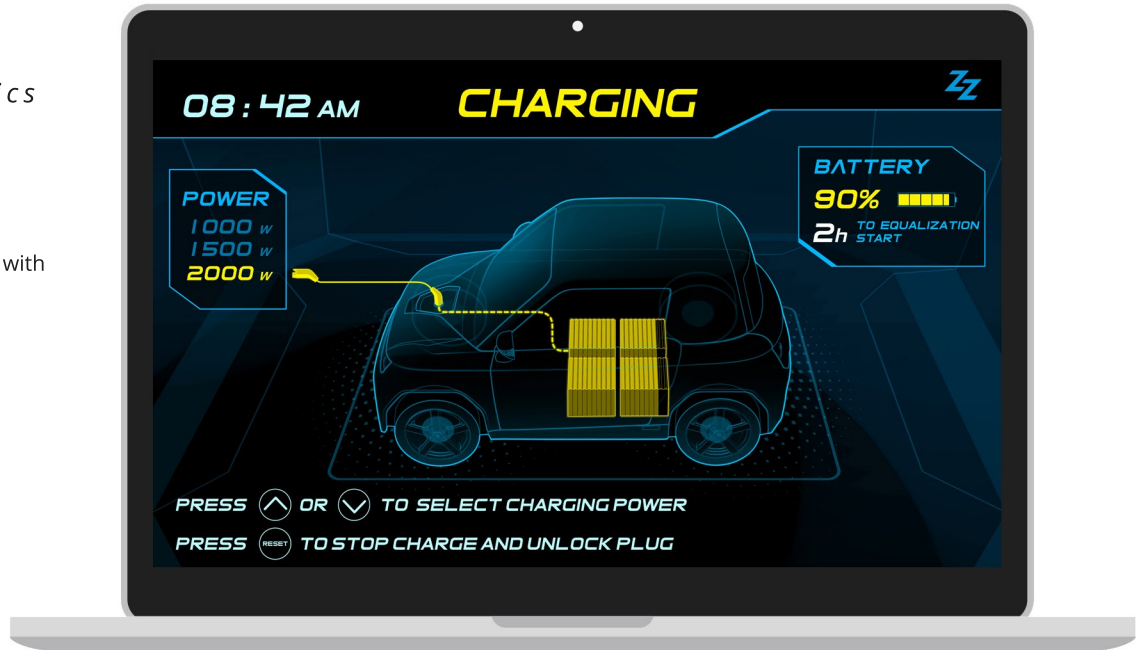 ics
with
08 : 42 AM
CHARGING
ZZ
POWER
1000 W
1500 W
2000 W
BATTERY
90%
2h TO EQUALIZATION
START
PRESS OR TO SELECT CHARGING POWER
PRESS RESET TO STOP CHARGE AND UNLOCK PLUG